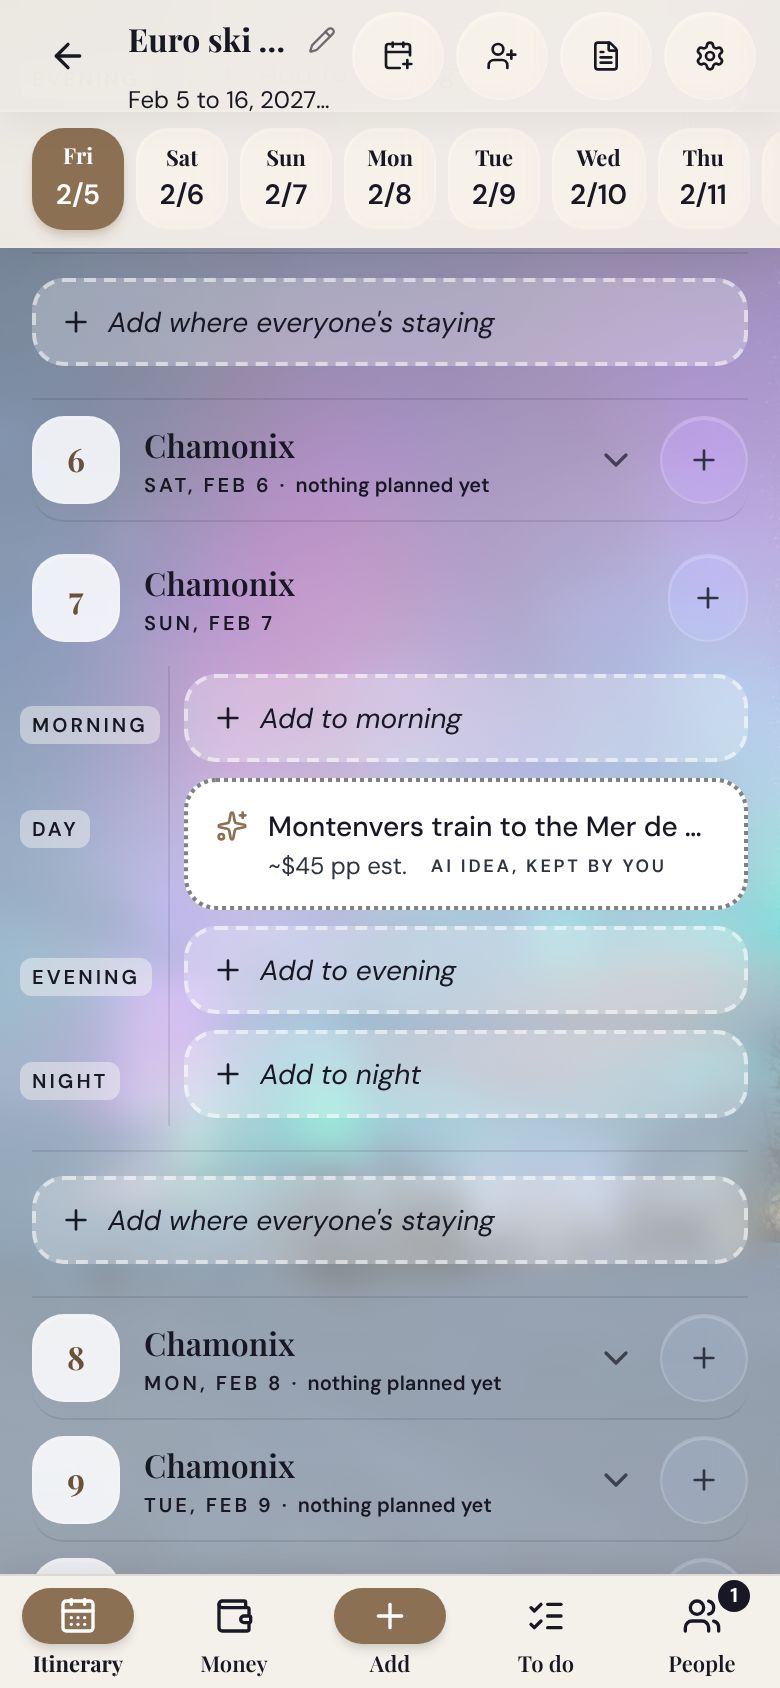 Euro ski ...
Feb 5 to 16, 2027...
Fri
2/5
Sat
2/6
Sun
2/7
Mon
2/8
Tue
2/9
Wed
2/10
Thu
2/11
Add where everyone's staying
6
Chamonix
SAT, FEB 6 · nothing planned yet
7
Chamonix
SUN, FEB 7
MORNING
Add to morning
DAY
Montenvers train to the Mer de ...
~$45 pp est. AI IDEA, KEPT BY YOU
EVENING
Add to evening
NIGHT
Add to night
Add where everyone's staying
8
Chamonix
MON, FEB 8 · nothing planned yet
9
Chamonix
TUE, FEB 9 · nothing planned yet
Itinerary
Money
Add
To do
1
People